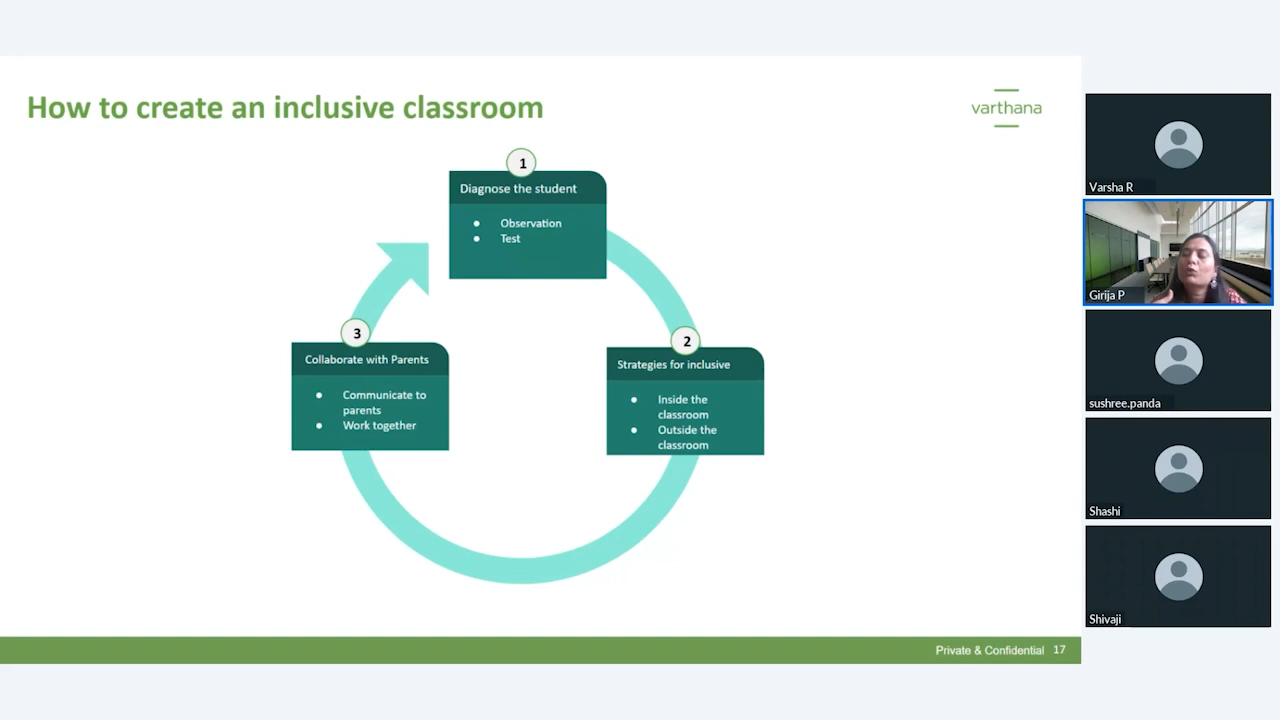 How to create an inclusive classroom
varthana
1
Diagnose the student
● Observation
● Test
2
Strategies for inclusive
● Inside the
classroom
● Outside the
classroom
3
Collaborate with Parents
● Communicate to
parents
● Work together
Private & Confidential 17
Varsha R
Girija P
sushree.panda
Shashi
Shivaji